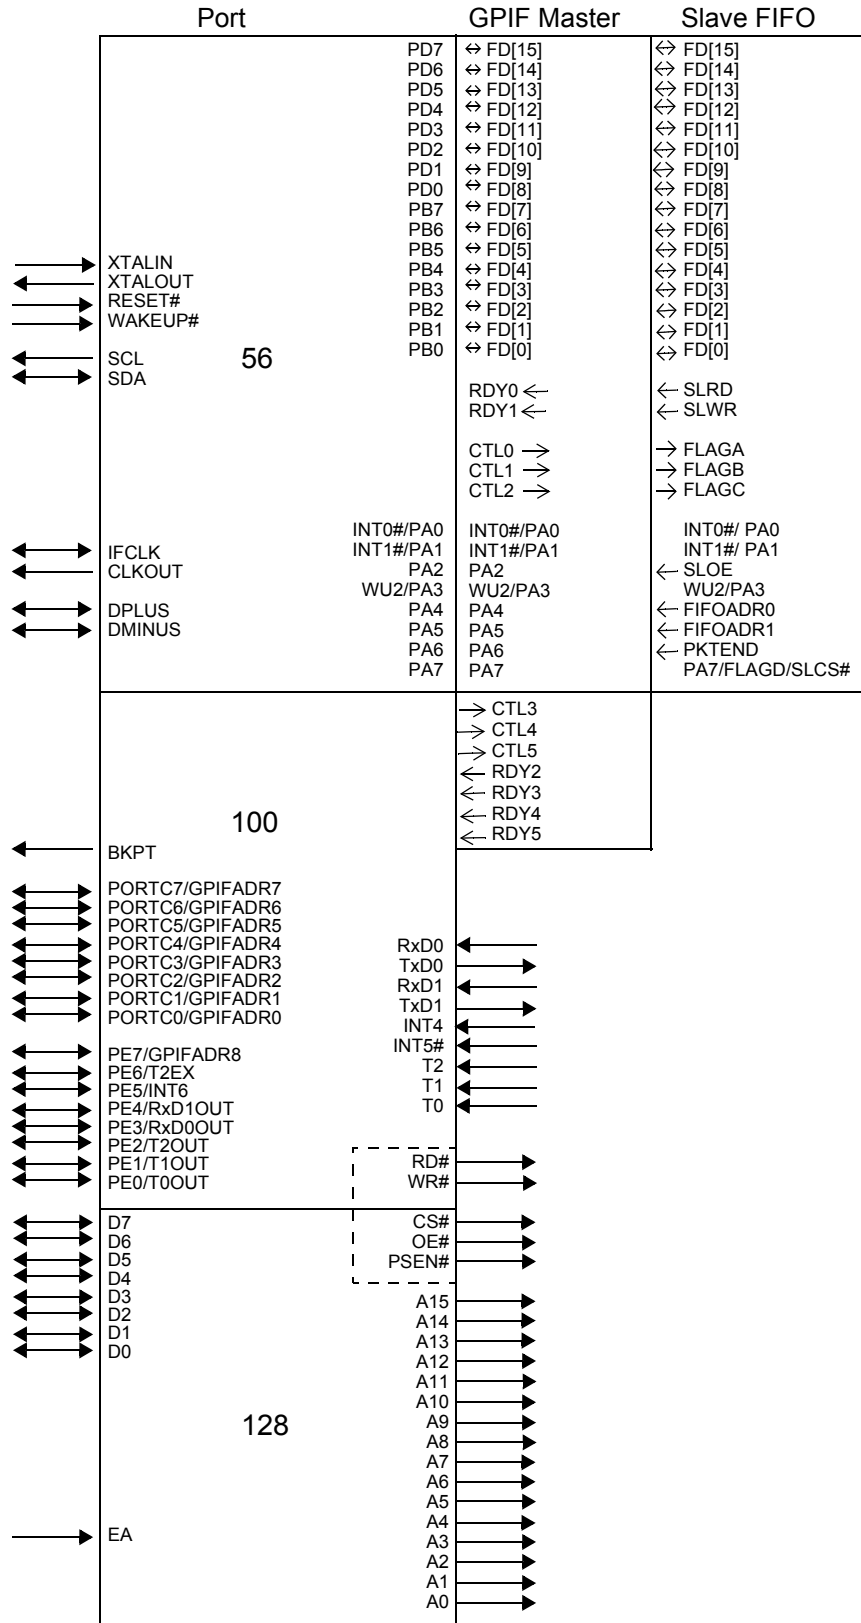 Port GPIF Master Slave FIFO
PD7 FD[15] FD[15]
PD6 FD[14] FD[14]
PD5 FD[13] FD[13]
PD4 FD[12] FD[12]
PD3 FD[11] FD[11]
PD2 FD[10] FD[10]
PD1 FD[9] FD[9]
PD0 FD[8] FD[8]
PB7 FD[7] FD[7]
PB6 FD[6] FD[6]
PB5 FD[5] FD[5]
XTALIN PB4 FD[4] FD[4]
XTALOUT PB3 FD[3] FD[3]
RESET# PB2 FD[2] FD[2]
WAKEUP# PB1 FD[1] FD[1]
SCL 56 PB0 FD[0] FD[0]
SDA
RDY0 SLRD
RDY1 SLWR
CTL0 FLAGA
CTL1 FLAGB
CTL2 FLAGC
INT0#/PA0 INT0#/PA0 INT0#/ PA0
IFCLK INT1#/PA1 INT1#/PA1 INT1#/ PA1
CLKOUT PA2 PA2 SLOE
WU2/PA3 WU2/PA3 WU2/PA3
DPLUS PA4 PA4 FIFOADR0
DMINUS PA5 PA5 FIFOADR1
PA6 PA6 PKTEND
PA7 PA7 PA7/FLAGD/SLCS#
CTL3
CTL4
CTL5
RDY2
RDY3
100 RDY4
RDY5
BKPT
PORTC7/GPIFADR7
PORTC6/GPIFADR6
PORTC5/GPIFADR5
PORTC4/GPIFADR4 RxD0
PORTC3/GPIFADR3 TxD0
PORTC2/GPIFADR2 RxD1
PORTC1/GPIFADR1 TxD1
PORTC0/GPIFADR0 INT4
INT5#
PE7/GPIFADR8 T2
PE6/T2EX T1
PE5/INT6 T0
PE4/RxD1OUT
PE3/RxD0OUT
PE2/T2OUT
PE1/T1OUT RD#
PE0/T0OUT WR#
D7 CS#
D6 OE#
D5 PSEN#
D4
D3 A15
D2 A14
D1 A13
D0 A12
A11
A10
128 A9
A8
A7
A6
A5
A4
EA A3
A2
A1
A0